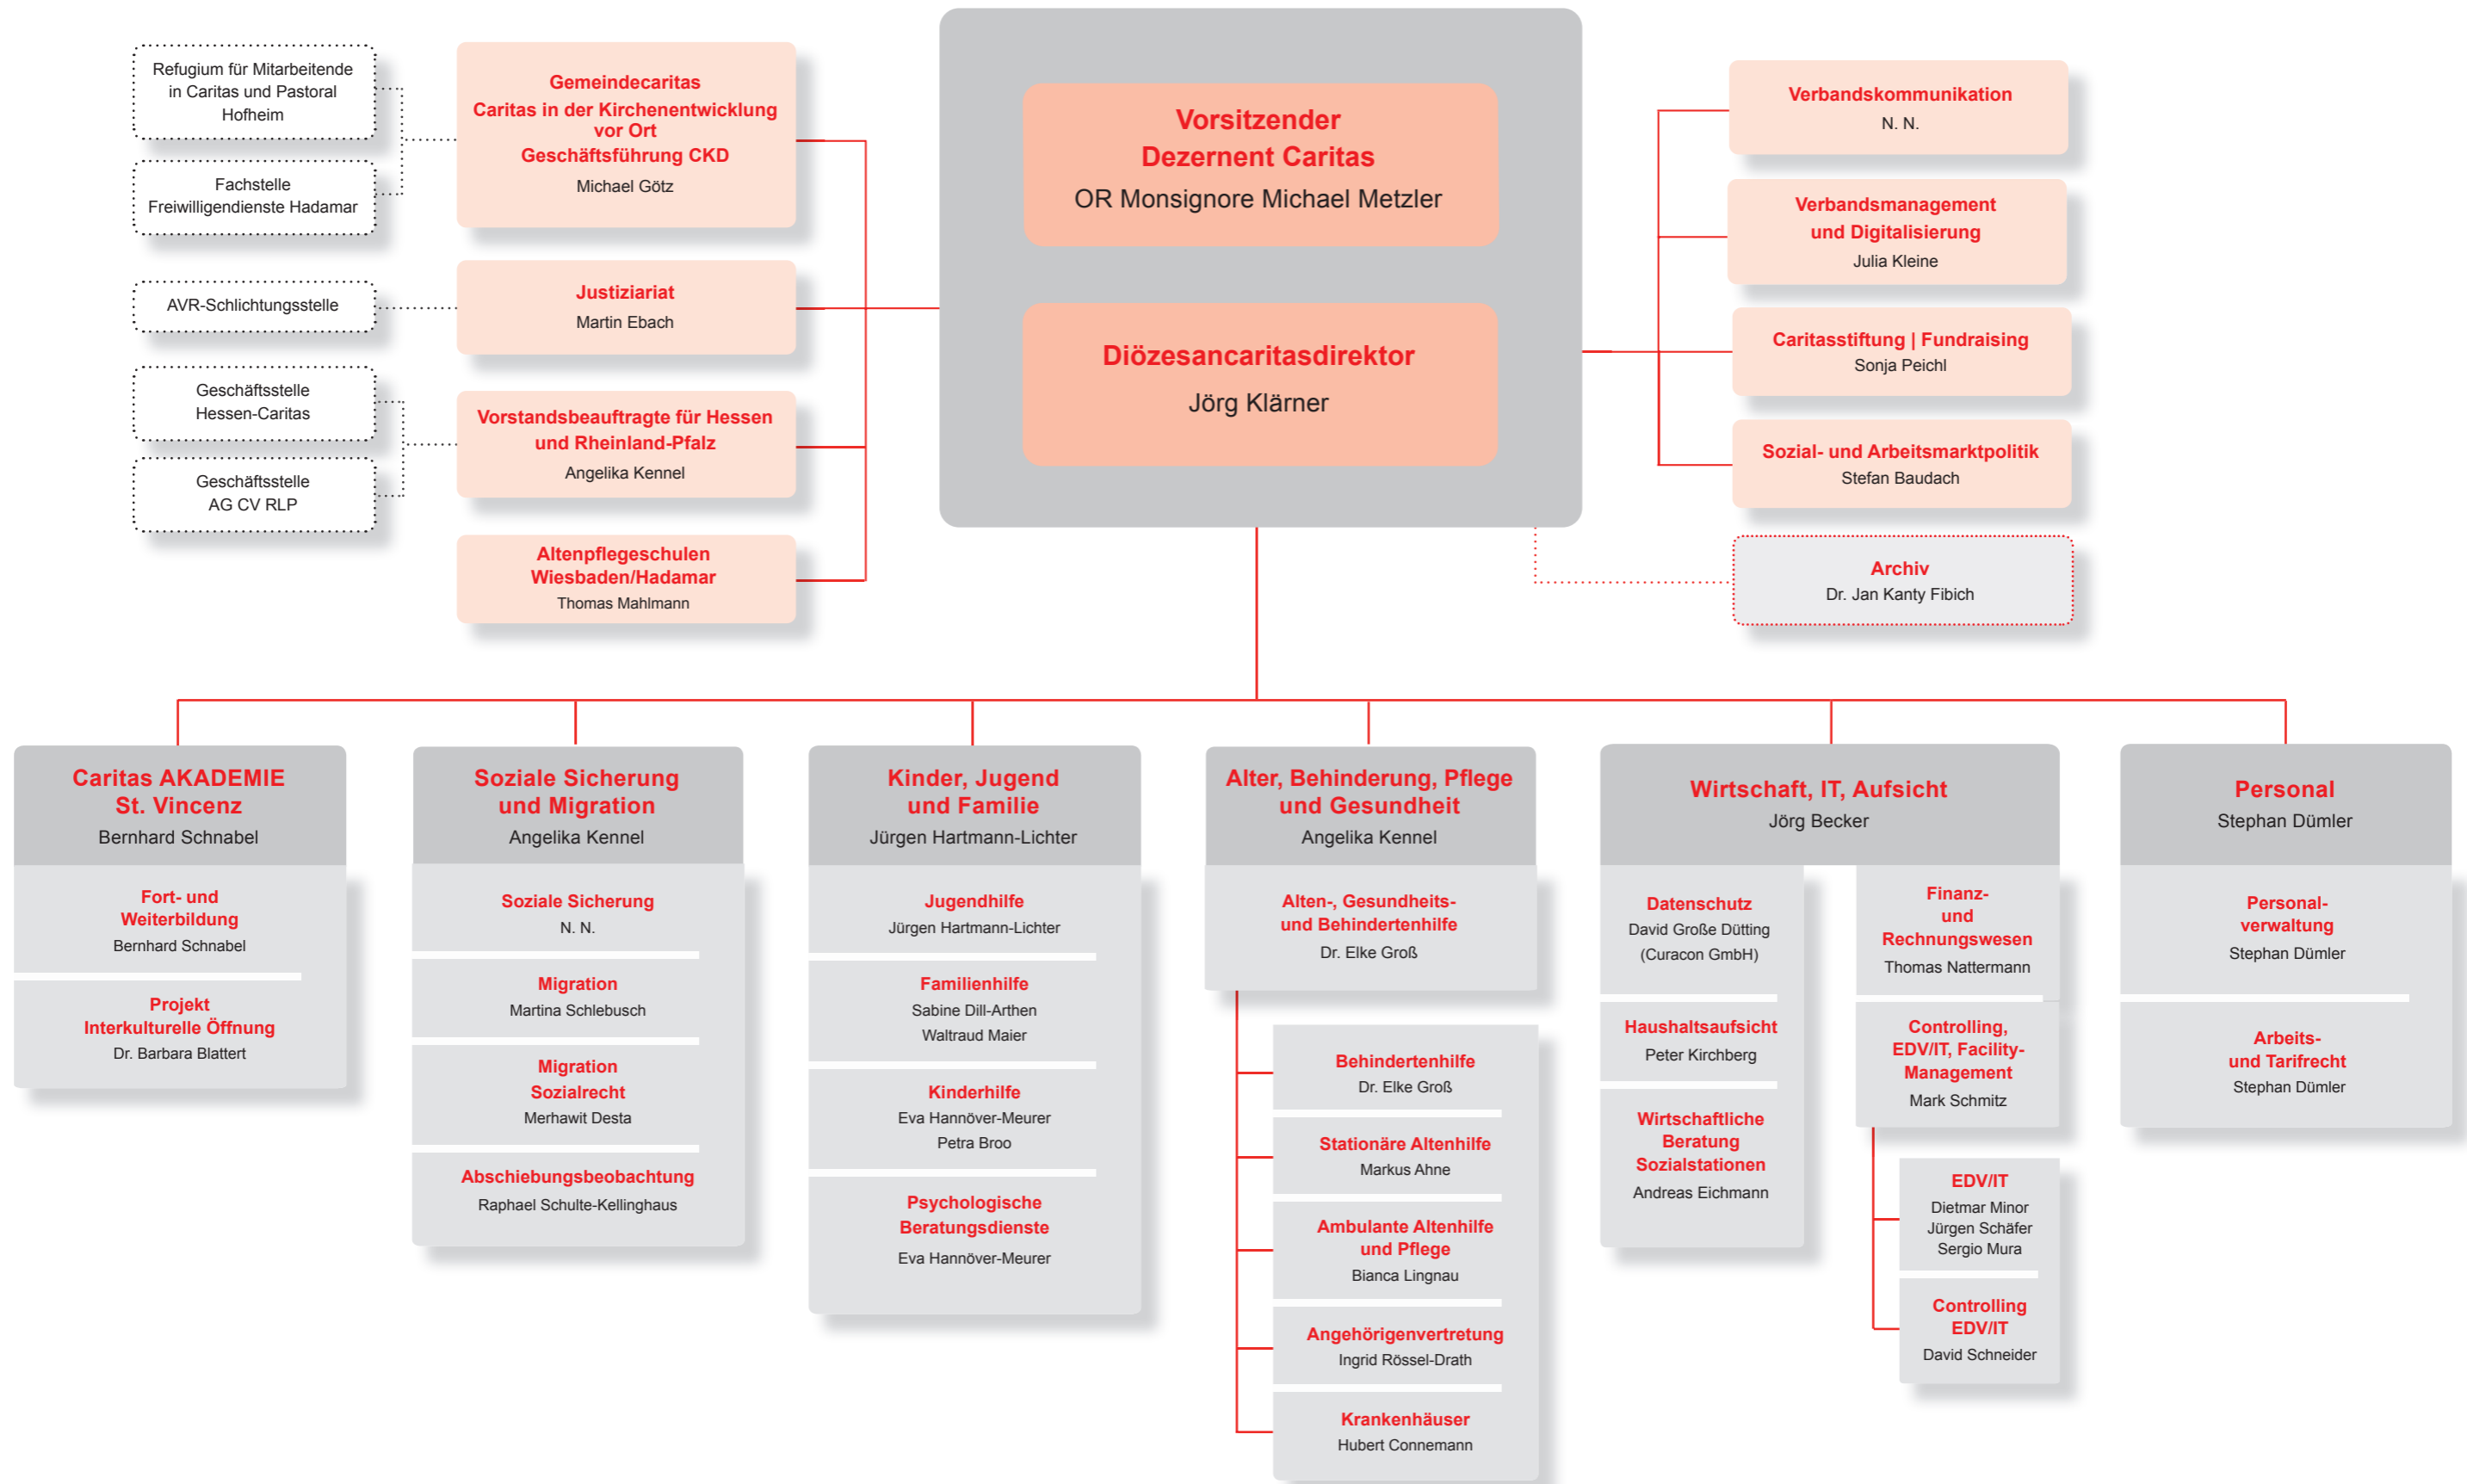 Refugium für Mitarbeitende
in Caritas und Pastoral
Hofheim
Fachstelle
Freiwilligendienste Hadamar
AVR-Schlichtungsstelle
Geschäftsstelle
Hessen-Caritas
Geschäftsstelle
AG CV RLP
Gemeindecaritas
Caritas in der Kirchenentwicklung
vor Ort
Geschäftsführung CKD
Michael Götz
Justiziariat
Martin Ebach
Vorstandsbeauftragte für Hessen
und Rheinland-Pfalz
Angelika Kennel
Altenpflegeschulen
Wiesbaden/Hadamar
Thomas Mahlmann
Vorsitzender
Dezernent Caritas
OR Monsignore Michael Metzler
Diözesancaritasdirektor
Jörg Klärner
Verbandskommunikation
N. N.
Verbandsmanagement
und Digitalisierung
Julia Kleine
Caritasstiftung | Fundraising
Sonja Peichl
Sozial- und Arbeitsmarktpolitik
Stefan Baudach
Archiv
Dr. Jan Kanty Fibich
Caritas AKADEMIE
St. Vincenz
Bernhard Schnabel
Fort- und
Weiterbildung
Bernhard Schnabel
Projekt
Interkulturelle Öffnung
Dr. Barbara Blattert
Soziale Sicherung
und Migration
Angelika Kennel
Soziale Sicherung
N. N.
Migration
Martina Schlebusch
Migration
Sozialrecht
Merhawit Desta
Abschiebungsbeobachtung
Raphael Schulte-Kellinghaus
Kinder, Jugend
und Familie
Jürgen Hartmann-Lichter
Jugendhilfe
Jürgen Hartmann-Lichter
Familienhilfe
Sabine Dill-Arthen
Waltraud Maier
Kinderhilfe
Eva Hannöver-Meurer
Petra Broo
Psychologische
Beratungsdienste
Eva Hannöver-Meurer
Alter, Behinderung, Pflege
und Gesundheit
Angelika Kennel
Alten-, Gesundheits-
und Behindertenhilfe
Dr. Elke Groß
Behindertenhilfe
Dr. Elke Groß
Stationäre Altenhilfe
Markus Ahne
Ambulante Altenhilfe
und Pflege
Bianca Lingnau
Angehörigenvertretung
Ingrid Rössel-Drath
Krankenhäuser
Hubert Connemann
Wirtschaft, IT, Aufsicht
Jörg Becker
Datenschutz
David Große Dütting
(Curacon GmbH)
Haushaltsaufsicht
Peter Kirchberg
Wirtschaftliche
Beratung
Sozialstationen
Andreas Eichmann
Finanz-
und
Rechnungswesen
Thomas Nattermann
Controlling,
EDV/IT, Facility-
Management
Mark Schmitz
EDV/IT
Dietmar Minor
Jürgen Schäfer
Sergio Mura
Controlling
EDV/IT
David Schneider
Personal
Stephan Dümler
Personal-
verwaltung
Stephan Dümler
Arbeits-
und Tarifrecht
Stephan Dümler